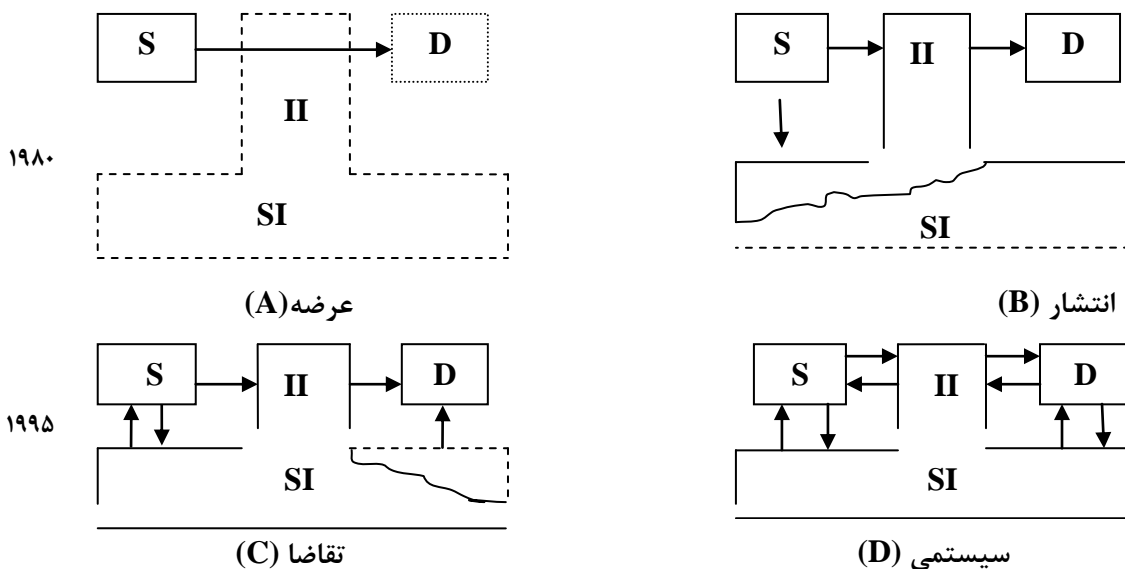 S D S II D
II
۱۹۸۰
SI SI
عرضه(A) انتشار (B)
S II D S II D
۱۹۹۵
SI SI
تقاضا (C) سیستمی (D)